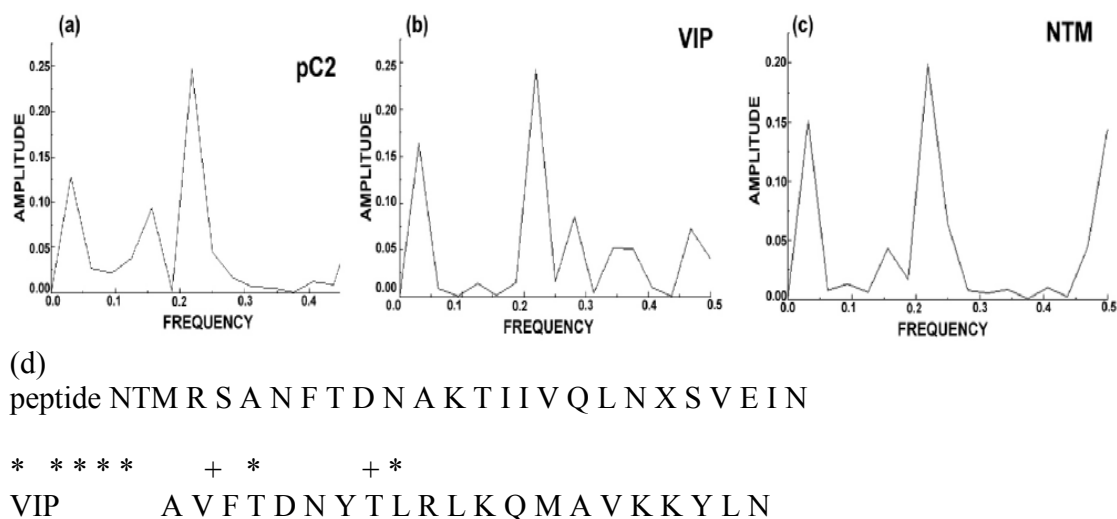 (a)
pC2
AMPLITUDE
0.25
0.20
0.15
0.10
0.05
0.00
0.0 0.1 0.2 0.3 0.4
FREQUENCY
(b)
VIP
AMPLITUDE
0.25
0.20
0.15
0.10
0.05
0.00
0.0 0.1 0.2 0.3 0.4 0.5
FREQUENCY
(c)
NTM
AMPLITUDE
0.20
0.15
0.10
0.05
0.00
0.0 0.1 0.2 0.3 0.4 0.5
FREQUENCY
(d)
peptide NTM R S A N F T D N A K T I I V Q L N X S V E I N
* * * * * + * + *
VIP A V F T D N Y T L R L K Q M A V K K Y L N